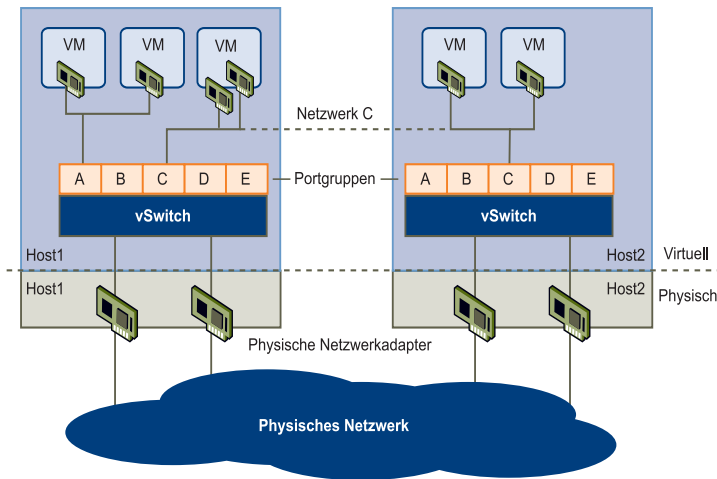 VM
VM
VM
VM
VM
Netzwerk C
A B C D E
Portgruppen
A B C D E
vSwitch
vSwitch
Host1
Host2
Virtuell
Host1
Host2
Physisch
Physische Netzwerkadapter
Physisches Netzwerk